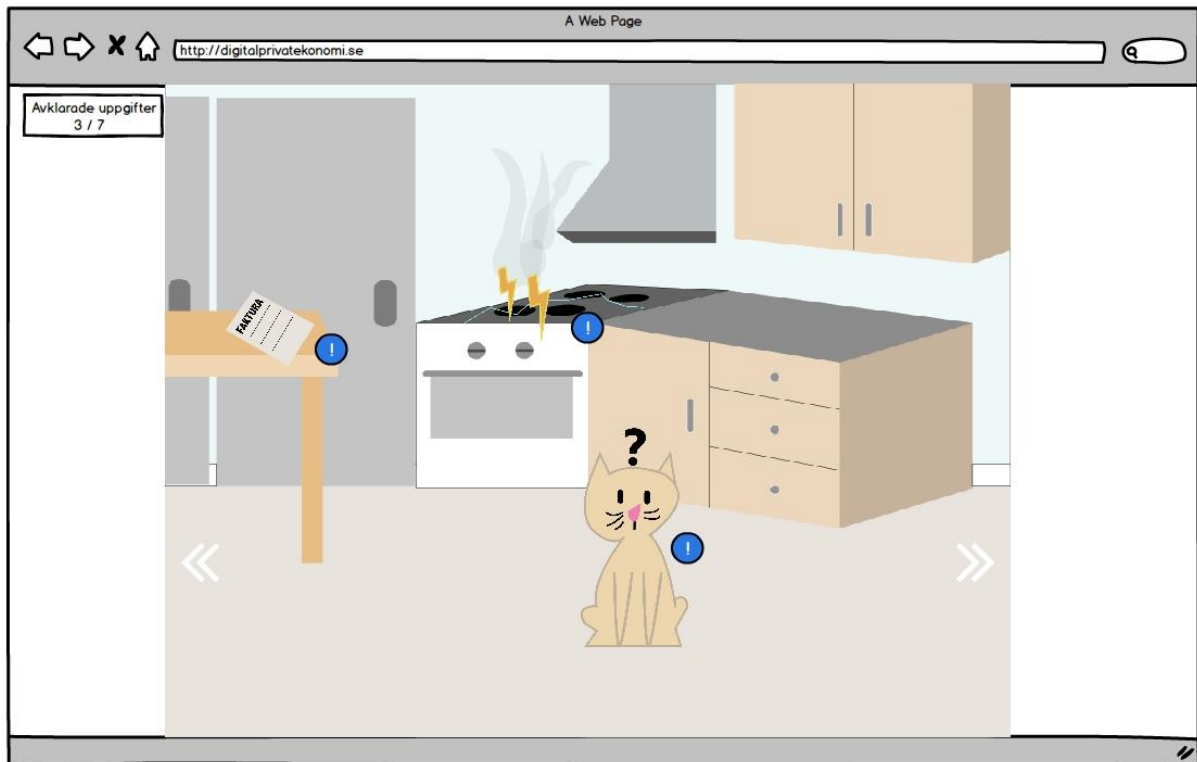 A Web Page
http://digitalprivatekonomi.se
Avklarade uppgifter
3 / 7
FAKTURA
!
!
?
!